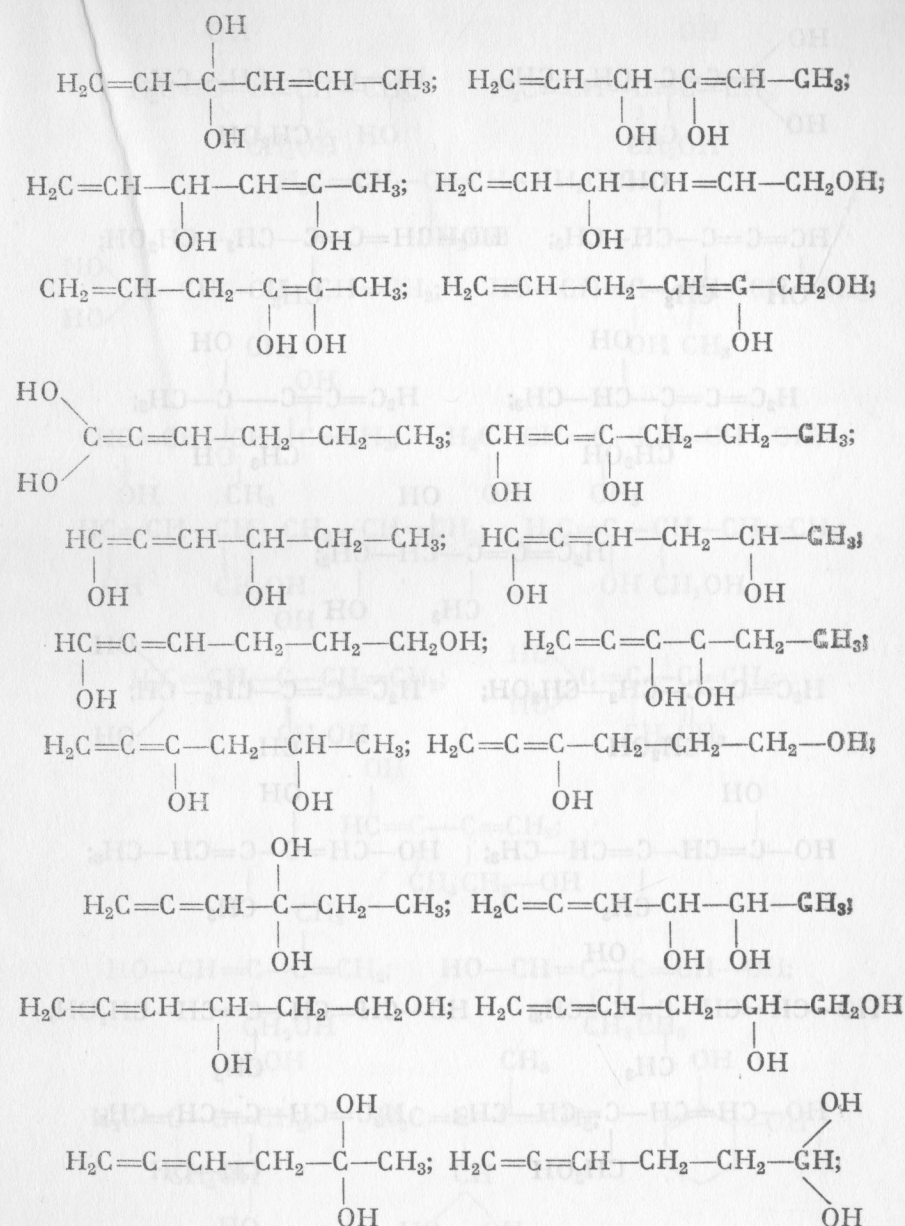 OH
H₂C=CH—C—CH=CH—CH₃; H₂C=CH—CH—C=CH—CH₃;
OH OH OH
H₂C=CH—CH—CH=C—CH₃; H₂C=CH—CH—CH=CH—CH₂OH;
OH OH OH
CH₂=CH—CH₂—C=C—CH₃; H₂C=CH—CH₂—CH=C—CH₂OH;
OH OH OH
HO
C=C=CH—CH₂—CH₂—CH₃; CH=C=C—CH₂—CH₂—CH₃;
HO OH OH
HC=C=CH—CH—CH₂—CH₃; HC=C=CH—CH₂—CH—CH₃;
OH OH OH OH
HC=C=CH—CH₂—CH₂—CH₂OH; H₂C=C=C—C—CH₂—CH₃;
OH OH OH
H₂C=C=C—CH₂—CH—CH₃; H₂C=C=C—CH₂—CH₂—CH₂—OH;
OH OH OH
OH
H₂C=C=CH—C—CH₂—CH₃; H₂C=C=CH—CH—CH—CH₃;
OH OH OH
H₂C=C=CH—CH—CH₂—CH₂OH; H₂C=C=CH—CH₂—CH—CH₂OH
OH OH
OH OH
H₂C=C=CH—CH₂—C—CH₃; H₂C=C=CH—CH₂—CH₂—CH;
OH OH